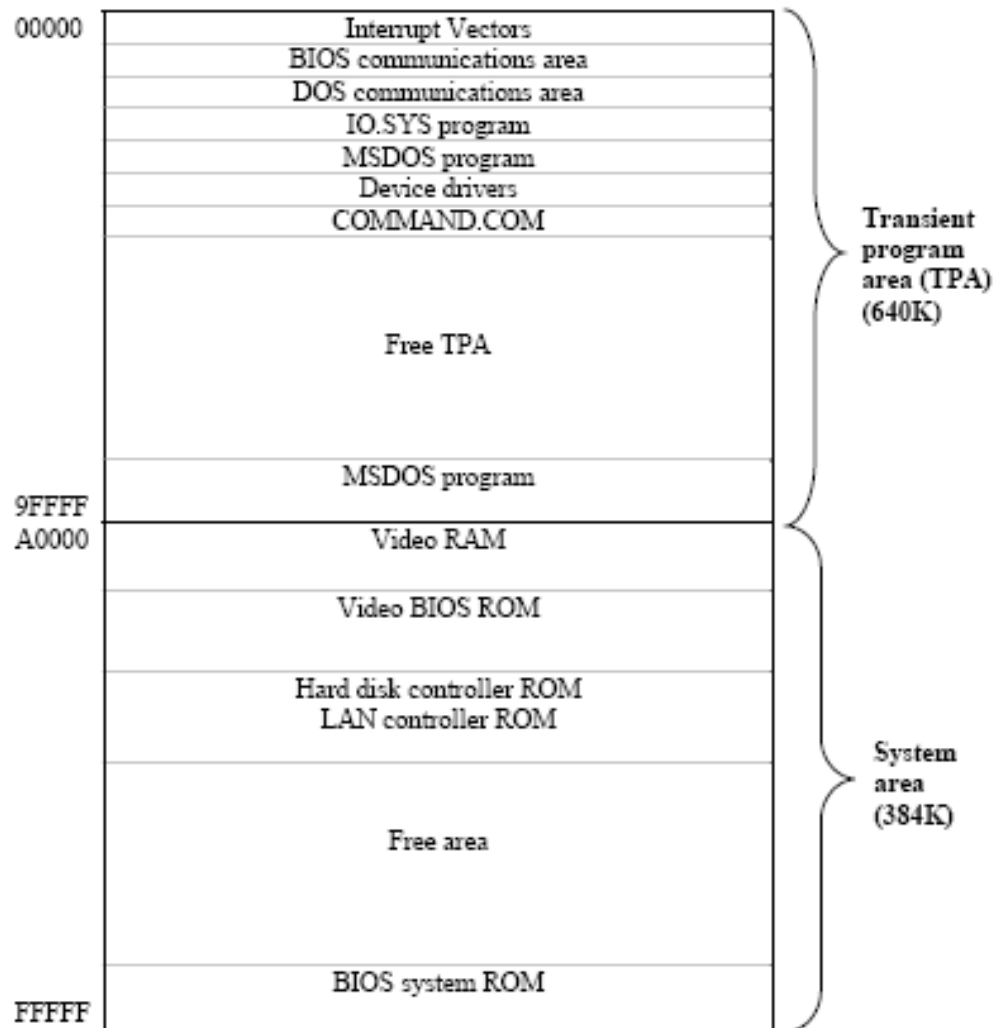 00000
Interrupt Vectors
BIOS communications area
DOS communications area
IO.SYS program
MSDOS program
Device drivers
COMMAND.COM
Free TPA
MSDOS program
Transient
program
area (TPA)
(640K)
9FFFF
A0000
Video RAM
Video BIOS ROM
Hard disk controller ROM
LAN controller ROM
Free area
BIOS system ROM
System
area
(384K)
FFFFF